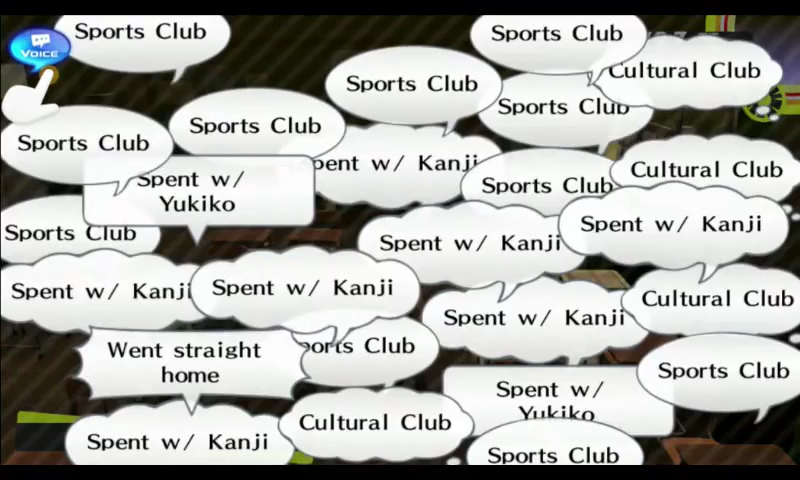 Sports Club
VOICE
Sports Club
Cultural Club
Sports Club
Sports Club
Sports Club
Sports Club
pent w/ Kanji
Cultural Club
Spent w/
Yukiko
Sports Club
Spent w/ Kanji
Sports Club
Spent w/ Kanji
Spent w/ Kanji
Spent w/ Kanji
Cultural Club
Spent w/ Kanji
Went straight
home
orts Club
Sports Club
Spent w/
Yukiko
Cultural Club
Spent w/ Kanji
Sports Club